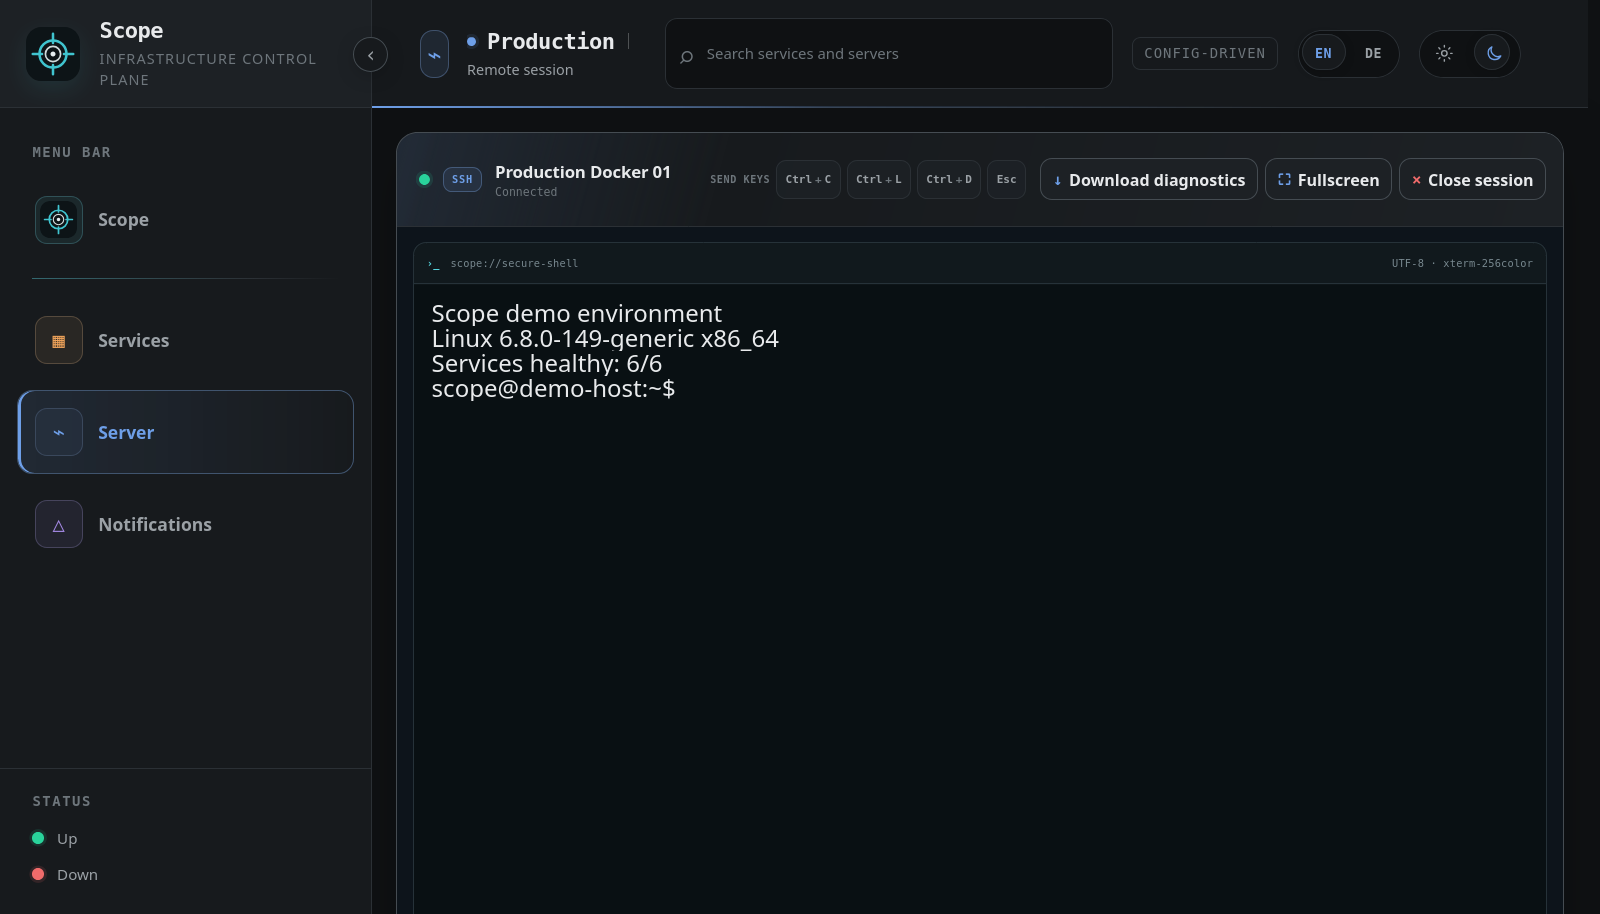 Scope
INFRASTRUCTURE CONTROL
PLANE
MENU BAR
Scope
Services
Server
Notifications
STATUS
Up
Down
Production
Remote session
Search services and servers
CONFIG-DRIVEN
EN DE
SSH
Production Docker 01
Connected
SEND KEYS Ctrl+C Ctrl+L Ctrl+D Esc
↓ Download diagnostics
Fullscreen
× Close session
›_ scope://secure-shell
UTF-8 · xterm-256color
Scope demo environment
Linux 6.8.0-149-generic x86_64
Services healthy: 6/6
scope@demo-host:~$